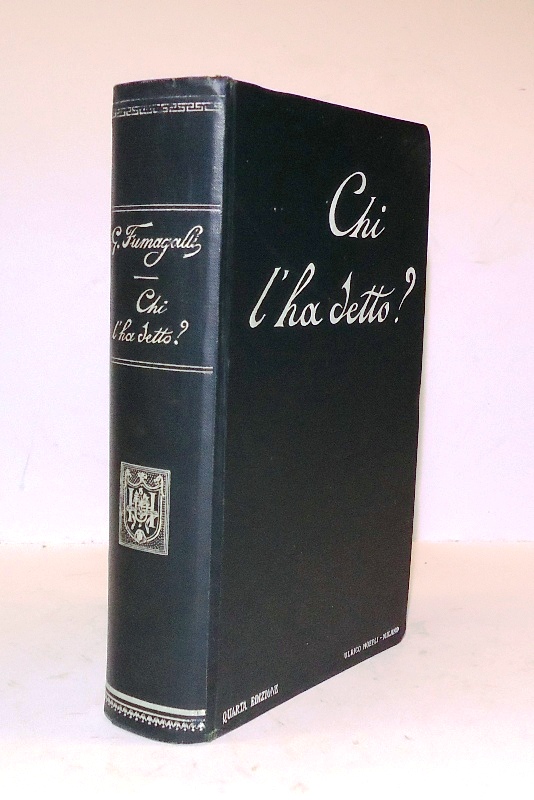 G. Fumagalli
Chi
l'ha detto?
Chi
l'ha detto?
QUARTA EDIZIONE
ULRICO HOEPLI - MILANO